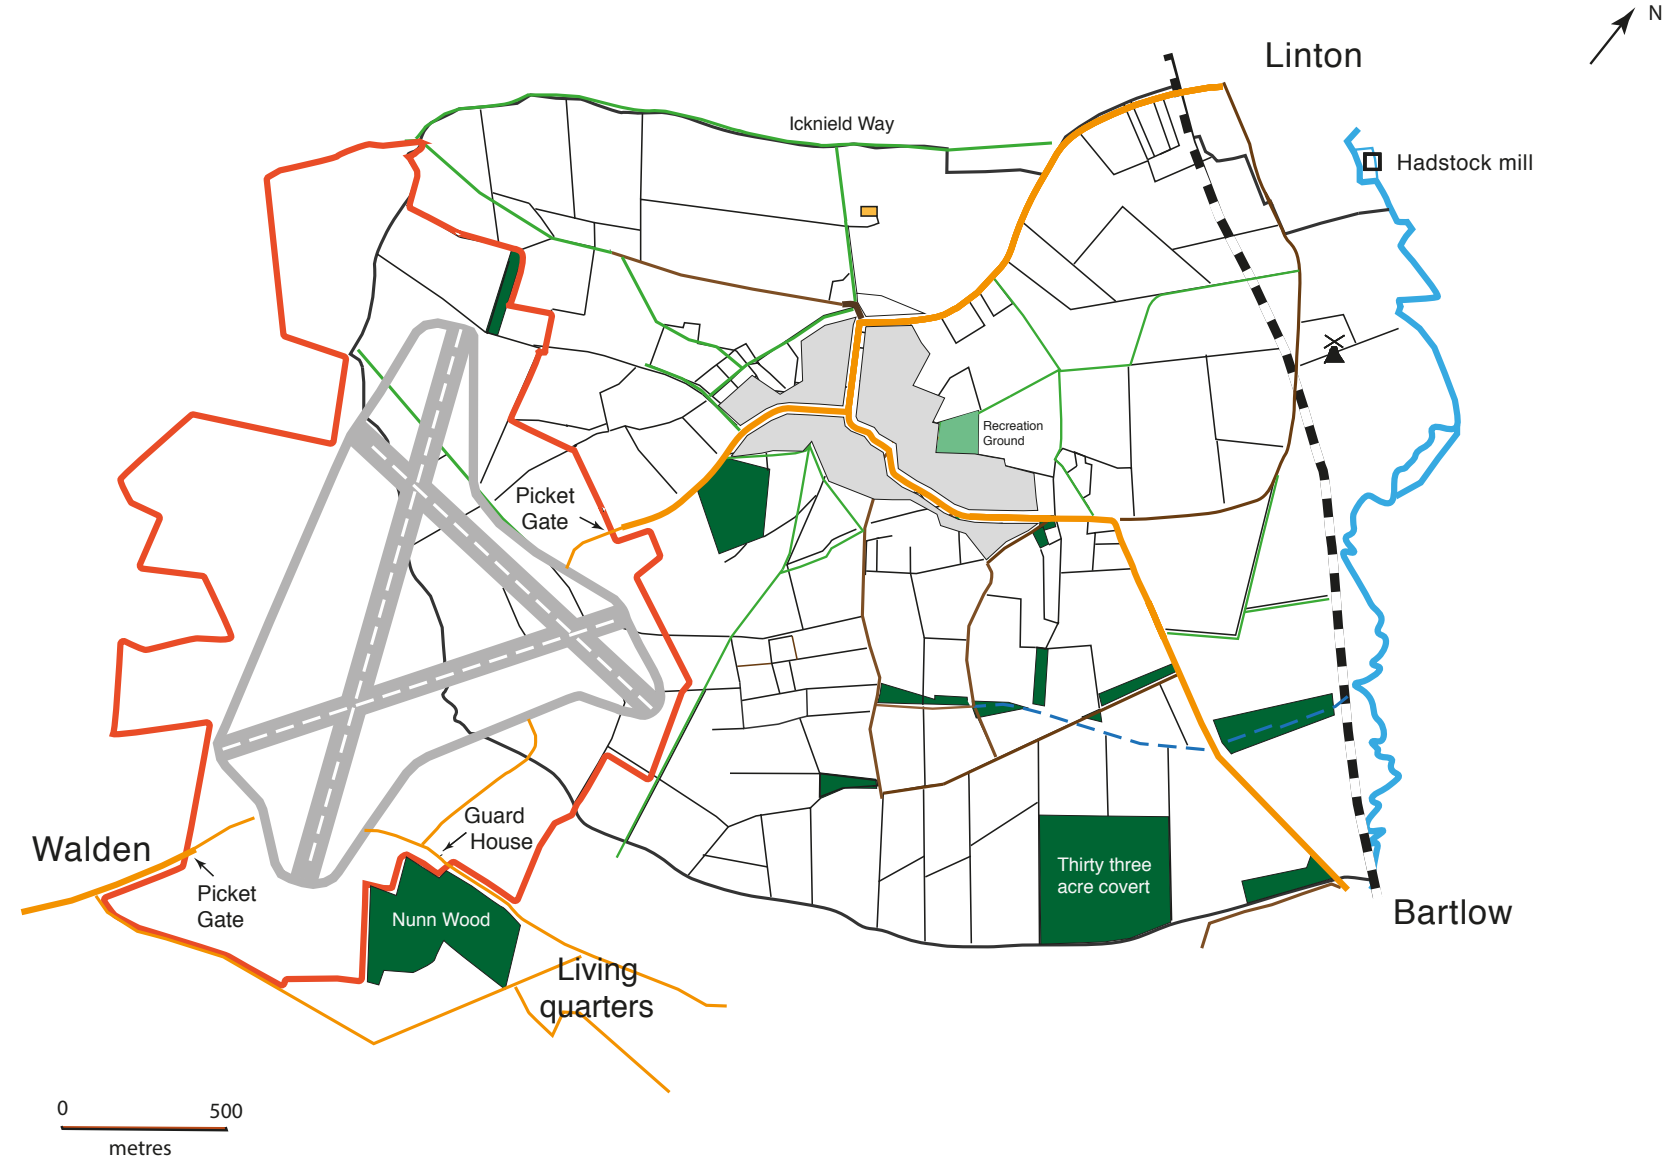 N
Linton
Icknield Way
Hadstock mill
Recreation
Ground
Picket
Gate
Guard
House
Walden
Picket
Gate
Nunn Wood
Thirty three
acre covert
Bartlow
Living
quarters
0 500
metres